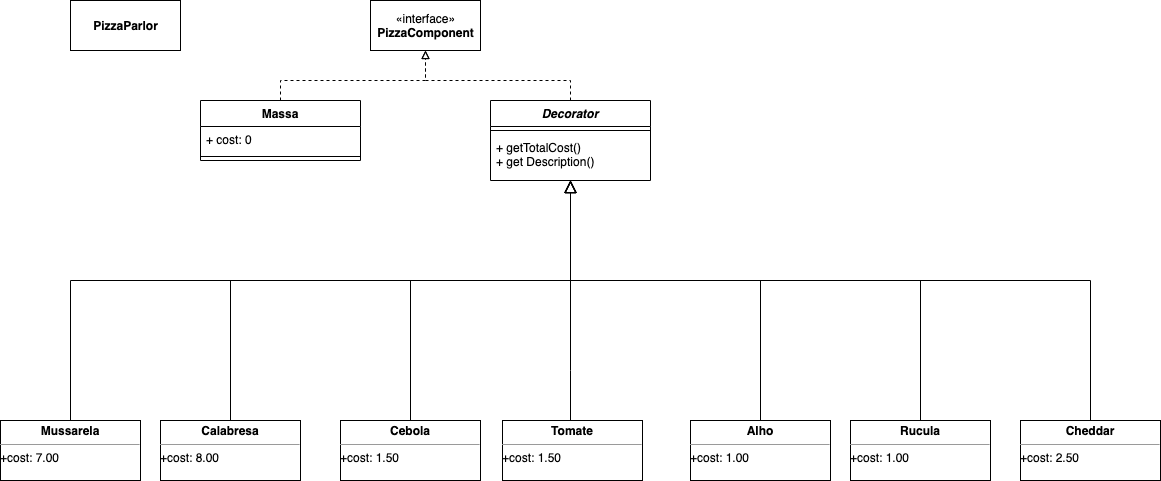 PizzaParlor
«interface»
PizzaComponent
Massa
+ cost: 0
Decorator
+ getTotalCost()
+ get Description()
Mussarela
+cost: 7.00
Calabresa
+cost: 8.00
Cebola
+cost: 1.50
Tomate
+cost: 1.50
Alho
+cost: 1.00
Rucula
+cost: 1.00
Cheddar
+cost: 2.50